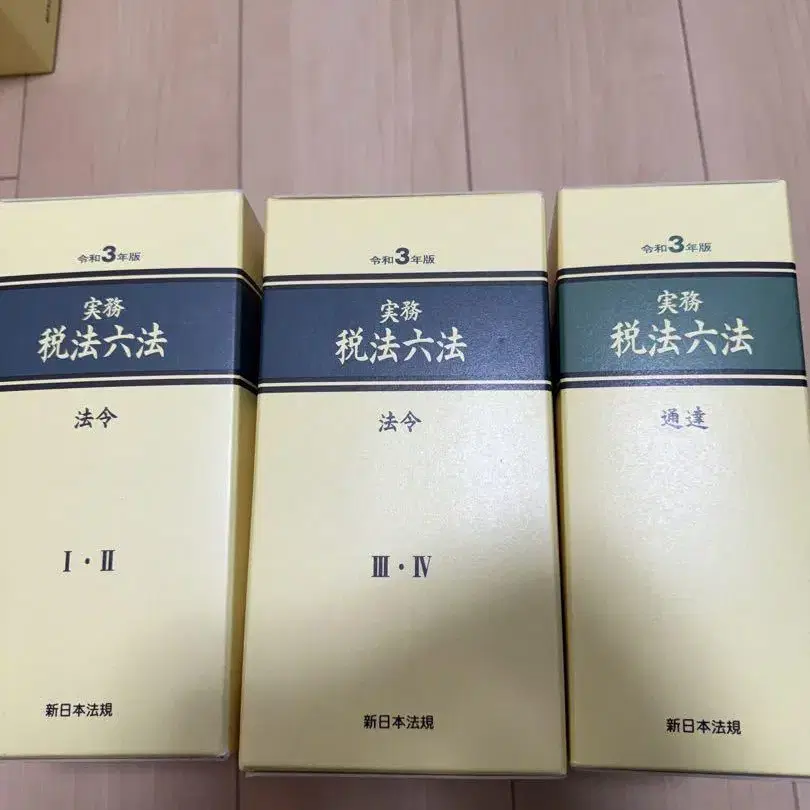 令和3年版
実務
税法六法
法令
I・II
新日本法規
令和3年版
実務
税法六法
法令
III・IV
新日本法規
令和3年版
実務
税法六法
通達
新日本法規